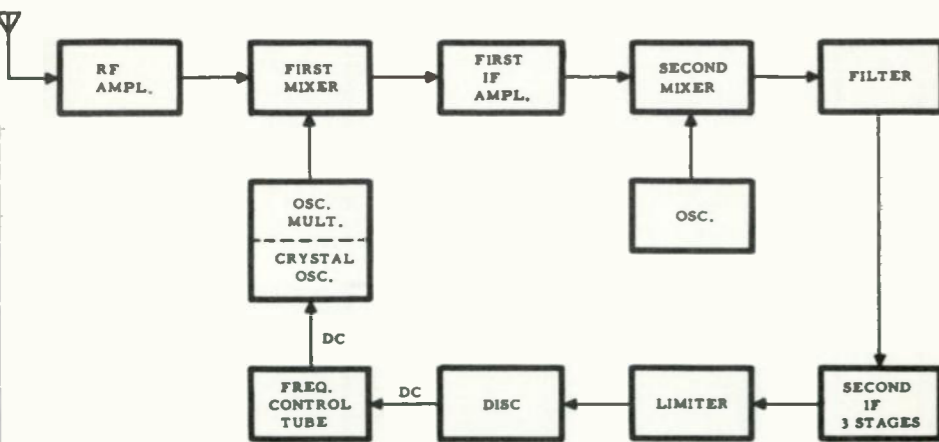 RF
AMPL.
FIRST
MIXER
FIRST
IF
AMPL.
SECOND
MIXER
FILTER
OSC.
MULT.
CRYSTAL
OSC.
OSC.
DC
FREQ.
CONTROL
TUBE
DC
DISC
LIMITER
SECOND
IF
3 STAGES